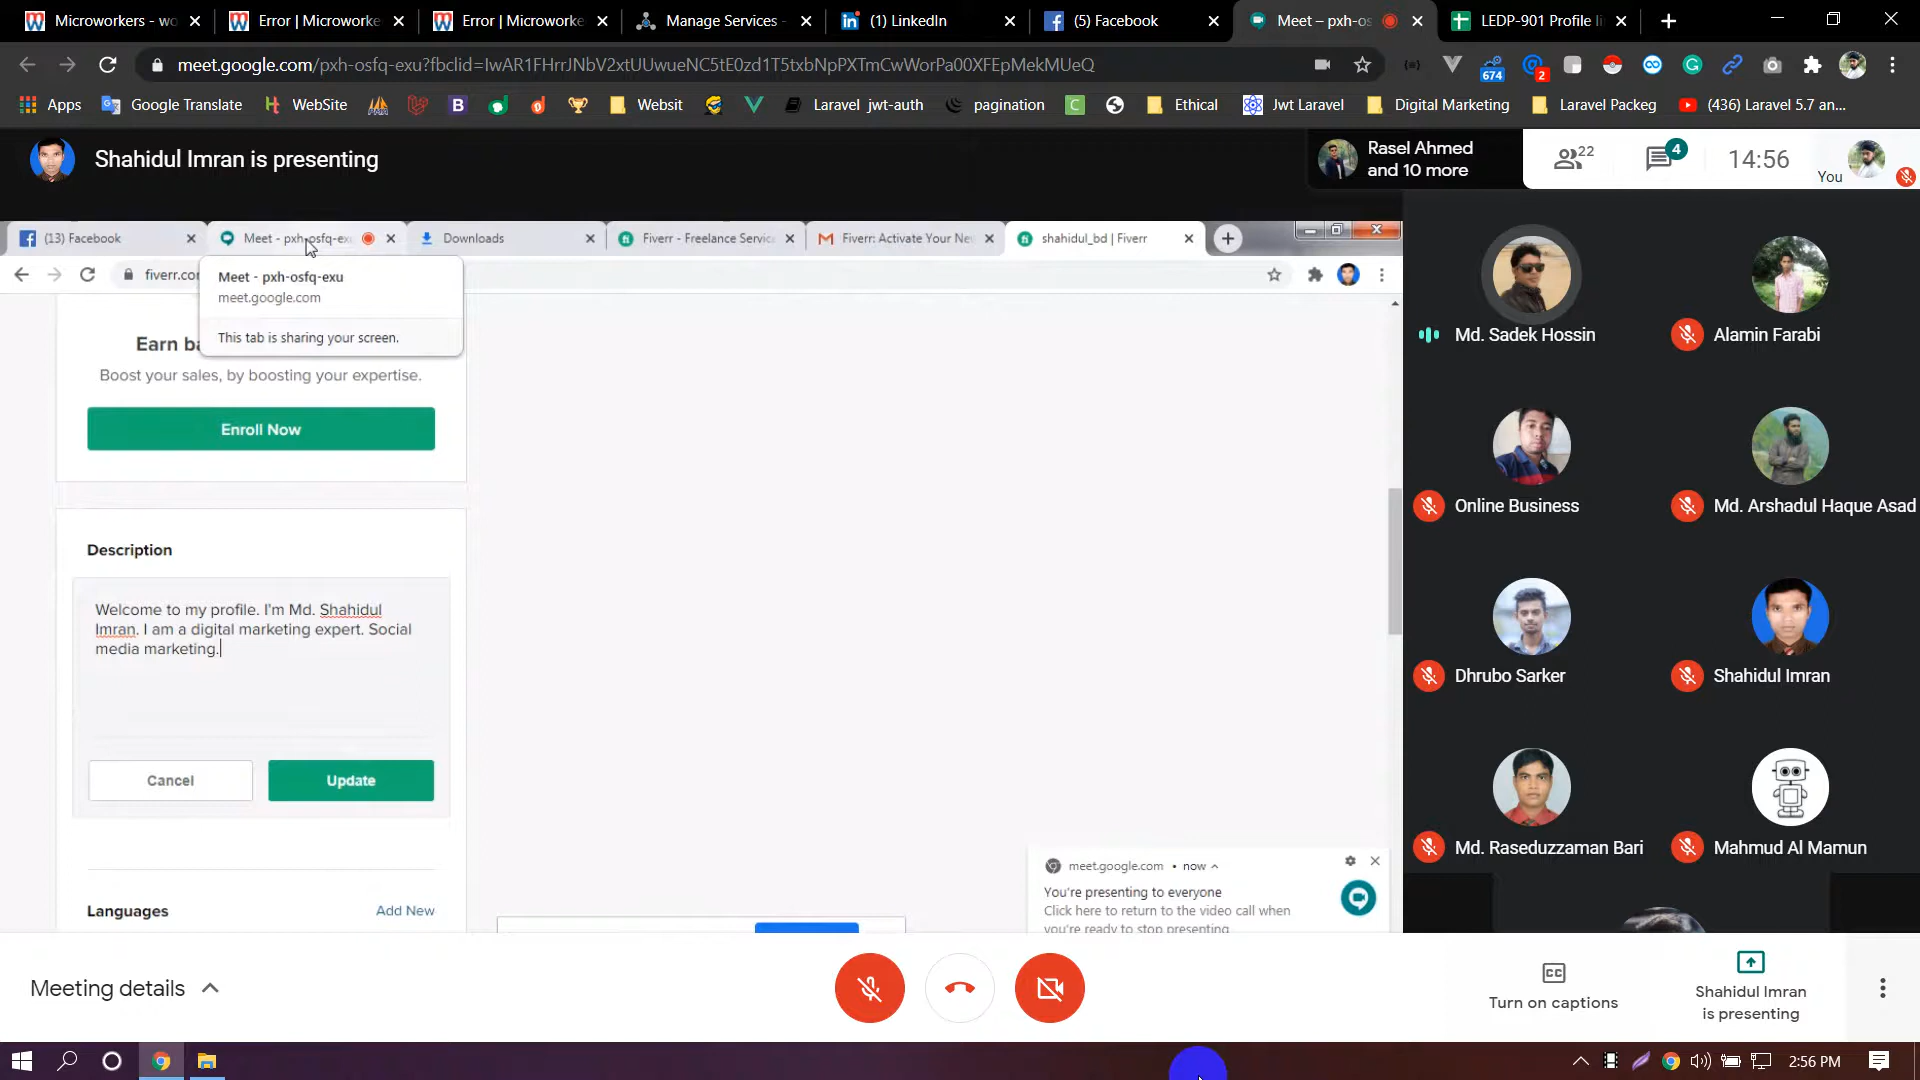 Microworkers - wo
Error | Microworke
Error | Microworke
Manage Services -
(1) LinkedIn
(5) Facebook
Meet – pxh-os
LEDP-901 Profile li
meet.google.com/pxh-osfq-exu?fbclid=IwAR1FHrrJNbV2xtUUwueNC5tE0zd1T5txbNpPXTmCwWorPa00XFEpMekMUeQ
674
2
Apps
Google Translate
WebSite
Websit
Laravel jwt-auth
pagination
Ethical
Jwt Laravel
Digital Marketing
Laravel Packeg
(436) Laravel 5.7 an...
Shahidul Imran is presenting
Rasel Ahmed
and 10 more
22
4
14:56
You
(13) Facebook
Meet - pxh-osfq-ex
Downloads
Fiverr - Freelance Servic
Fiverr: Activate Your Ne
shahidul_bd | Fiverr
fiverr.co
Meet - pxh-osfq-exu
meet.google.com
This tab is sharing your screen.
Earn ba
Boost your sales, by boosting your expertise.
Enroll Now
Description
Welcome to my profile. I'm Md. Shahidul
Imran. I am a digital marketing expert. Social
media marketing.
Cancel
Update
Languages
Add New
meet.google.com • now
You're presenting to everyone
Click here to return to the video call when
you're ready to stop presenting.
Md. Sadek Hossin
Alamin Farabi
Online Business
Md. Arshadul Haque Asad
Dhrubo Sarker
Shahidul Imran
Md. Raseduzzaman Bari
Mahmud Al Mamun
Meeting details
CC
Turn on captions
Shahidul Imran
is presenting
2:56 PM